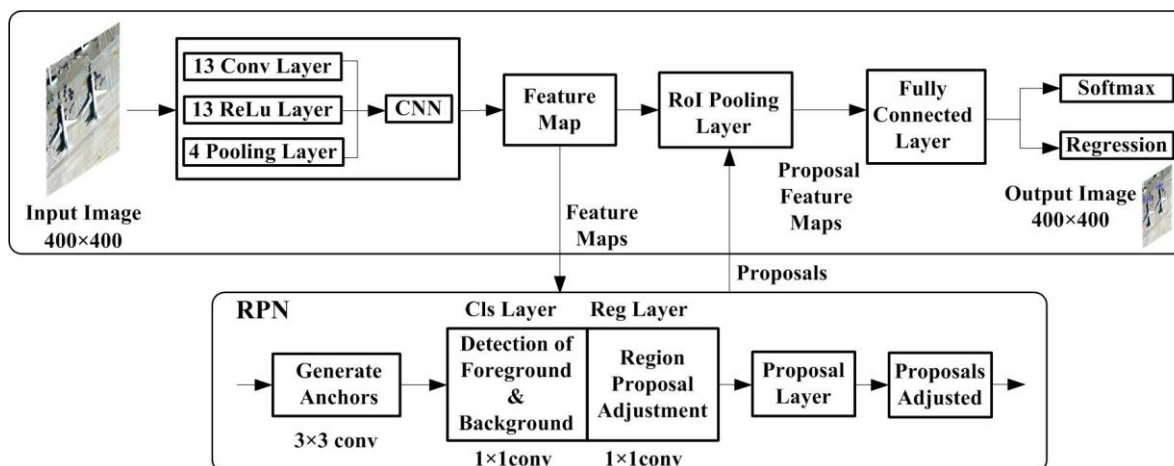 13 Conv Layer
13 ReLu Layer
4 Pooling Layer
CNN
Feature
Map
RoI Pooling
Layer
Fully
Connected
Layer
Softmax
Regression
Input Image
400×400
Feature
Maps
Proposal
Feature
Maps
Output Image
400×400
Proposals
RPN
Cls Layer
Reg Layer
Generate
Anchors
3×3 conv
Detection of
Foreground
&
Background
1×1conv
Region
Proposal
Adjustment
1×1conv
Proposal
Layer
Proposals
Adjusted